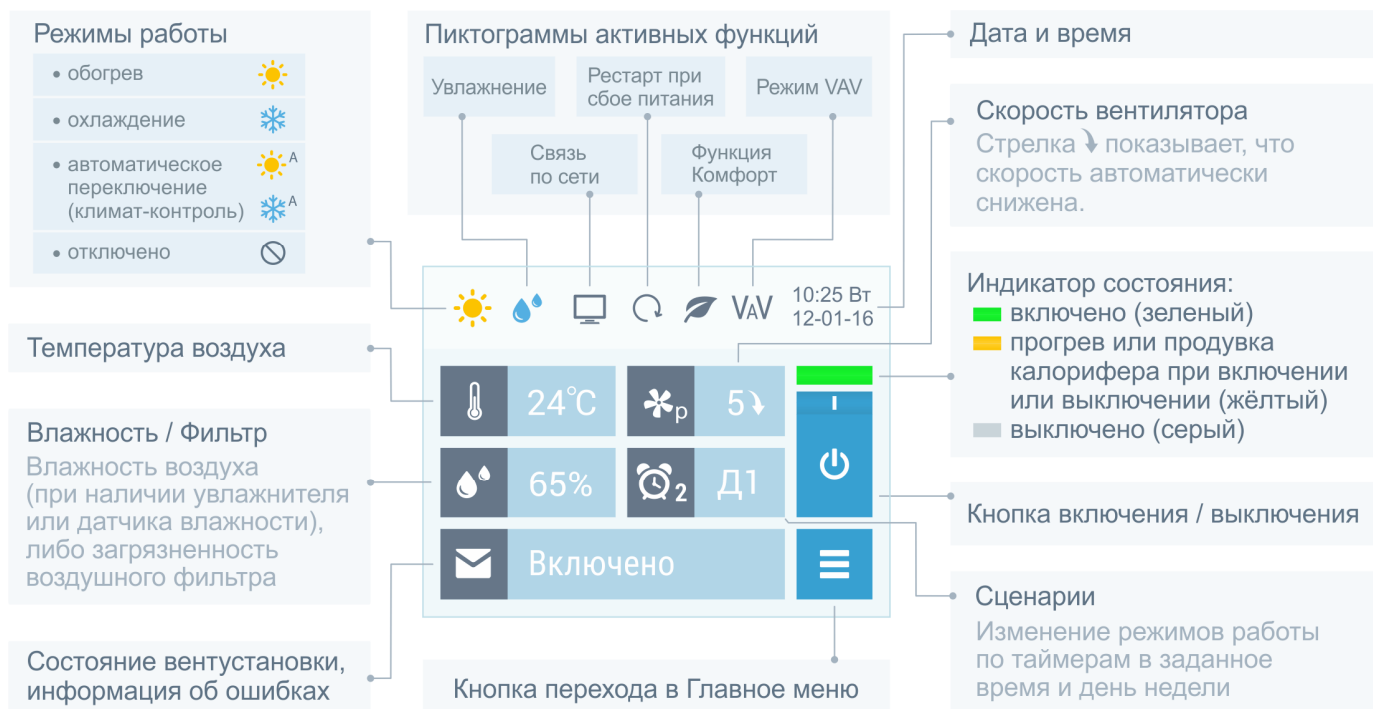 Режимы работы
• обогрев
• охлаждение
• автоматическое
переключение
(климат-контроль)
A
A
• отключено
Температура воздуха
Влажность / Фильтр
Влажность воздуха
(при наличии увлажнителя
или датчика влажности),
либо загрязненность
воздушного фильтра
Состояние вентустановки,
информация об ошибках
Пиктограммы активных функций
Увлажнение
Рестарт при
сбое питания
Режим VAV
Связь
по сети
Функция
Комфорт
VAV
10:25 Вт
12-01-16
24°C
p
5
65%
2
Д1
Включено
Кнопка перехода в Главное меню
Дата и время
Скорость вентилятора
Стрелка показывает, что
скорость автоматически
снижена.
Индикатор состояния:
включено (зеленый)
прогрев или продувка
калорифера при включении
или выключении (жёлтый)
выключено (серый)
Кнопка включения / выключения
Сценарии
Изменение режимов работы
по таймерам в заданное
время и день недели